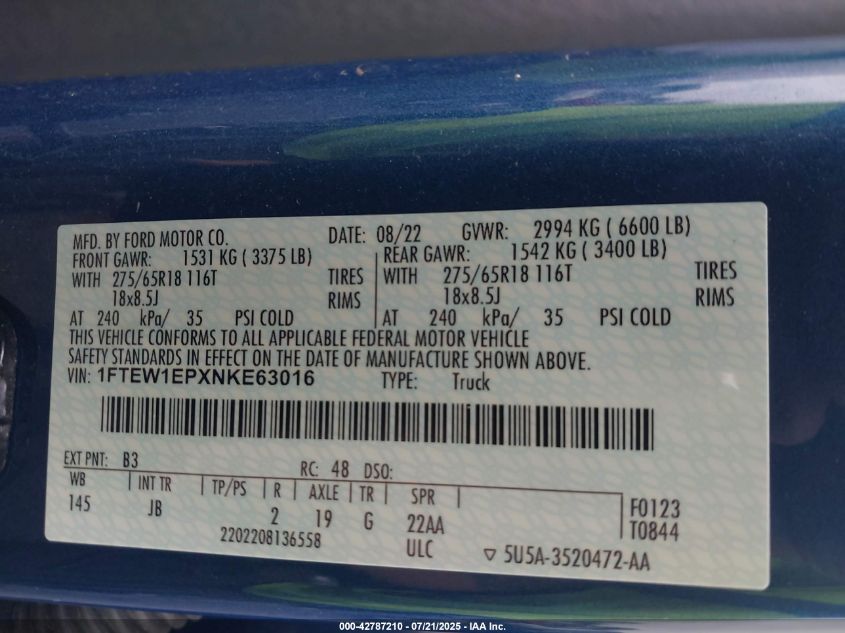 MFD. BY FORD MOTOR CO. DATE: 08/22 GVWR: 2994 KG ( 6600 LB)
FRONT GAWR: 1531 KG ( 3375 LB) REAR GAWR: 1542 KG ( 3400 LB)
WITH 275/65R18 116T TIRES WITH 275/65R18 116T TIRES
18x8.5J RIMS 18x8.5J RIMS
AT 240 kPa/ 35 PSI COLD AT 240 kPa/ 35 PSI COLD
THIS VEHICLE CONFORMS TO ALL APPLICABLE FEDERAL MOTOR VEHICLE
SAFETY STANDARDS IN EFFECT ON THE DATE OF MANUFACTURE SHOWN ABOVE.
VIN: 1FTEW1EPXNKE63016 TYPE: Truck
EXT PNT: B3 RC: 48 DSO:
WB INT TR TP/PS R AXLE TR SPR
145 JB 2 19 G 22AA F0123
2202208136558 ULC T0844
5U5A-3520472-AA
000-42787210 - 07/21/2025 - IAA Inc.